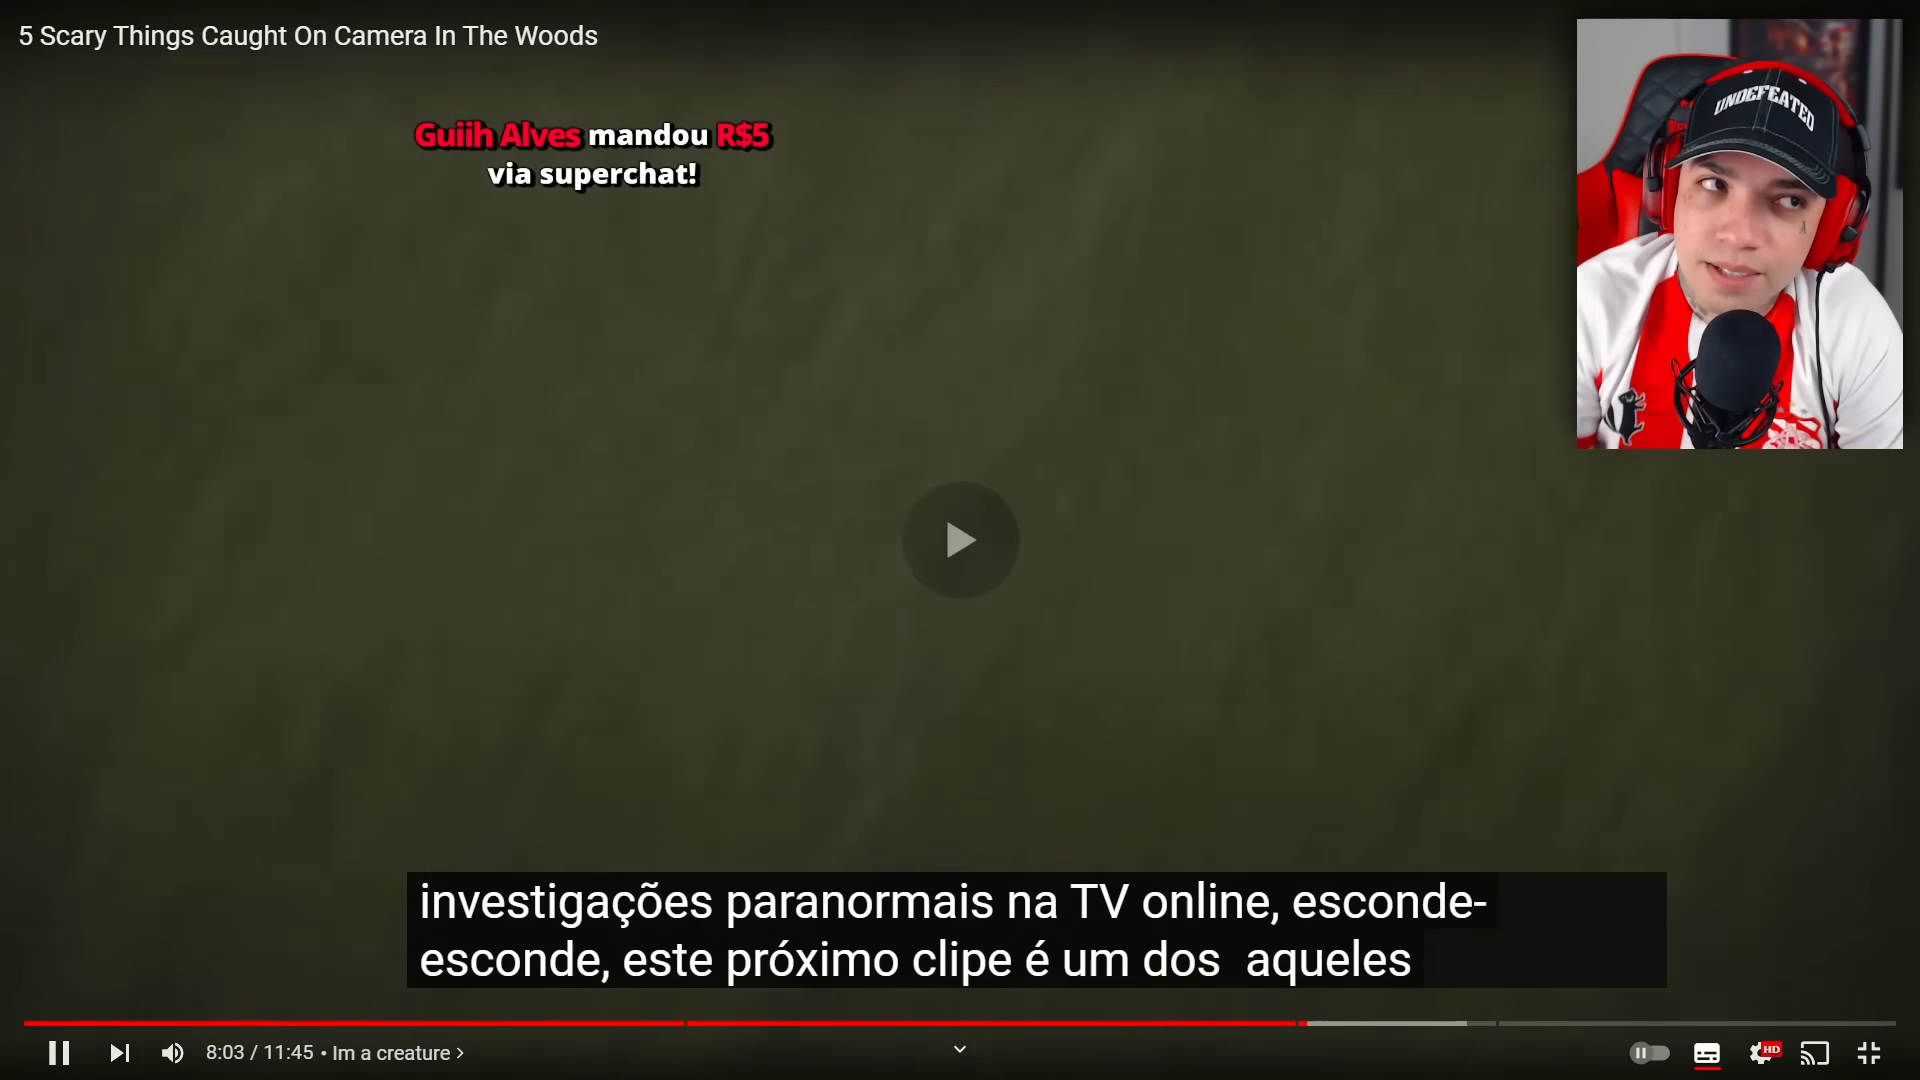 5 Scary Things Caught On Camera In The Woods
UNDEFEATED
Guiih Alves mandou R$5
via superchat!
investigações paranormais na TV online, esconde-
esconde, este próximo clipe é um dos aqueles
8:03 / 11:45 • Im a creature
HD